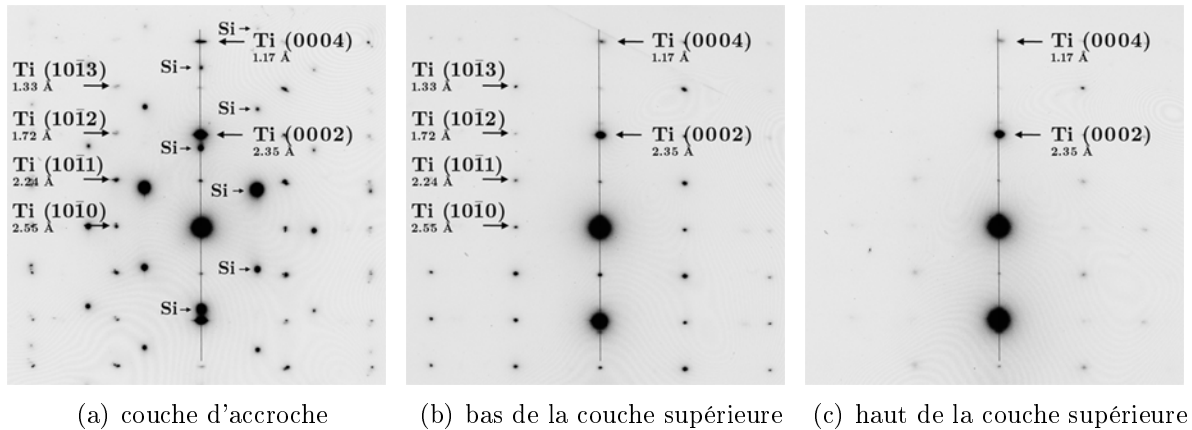 Si→
Ti (0004)
1.17 Å
Si→
Ti (101̄3)
1.33 Å
Si→
Ti (101̄2)
1.72 Å
Ti (0002)
2.35 Å
Si→
Ti (101̄1)
2.24 Å
Si→
Ti (101̄0)
2.55 Å
Si→
Si→
Ti (0004)
1.17 Å
Ti (101̄3)
1.33 Å
Ti (101̄2)
1.72 Å
Ti (0002)
2.35 Å
Ti (101̄1)
2.24 Å
Ti (101̄0)
2.55 Å
Ti (0004)
1.17 Å
Ti (0002)
2.35 Å
(a) couche d'accroche
(b) bas de la couche supérieure
(c) haut de la couche supérieure